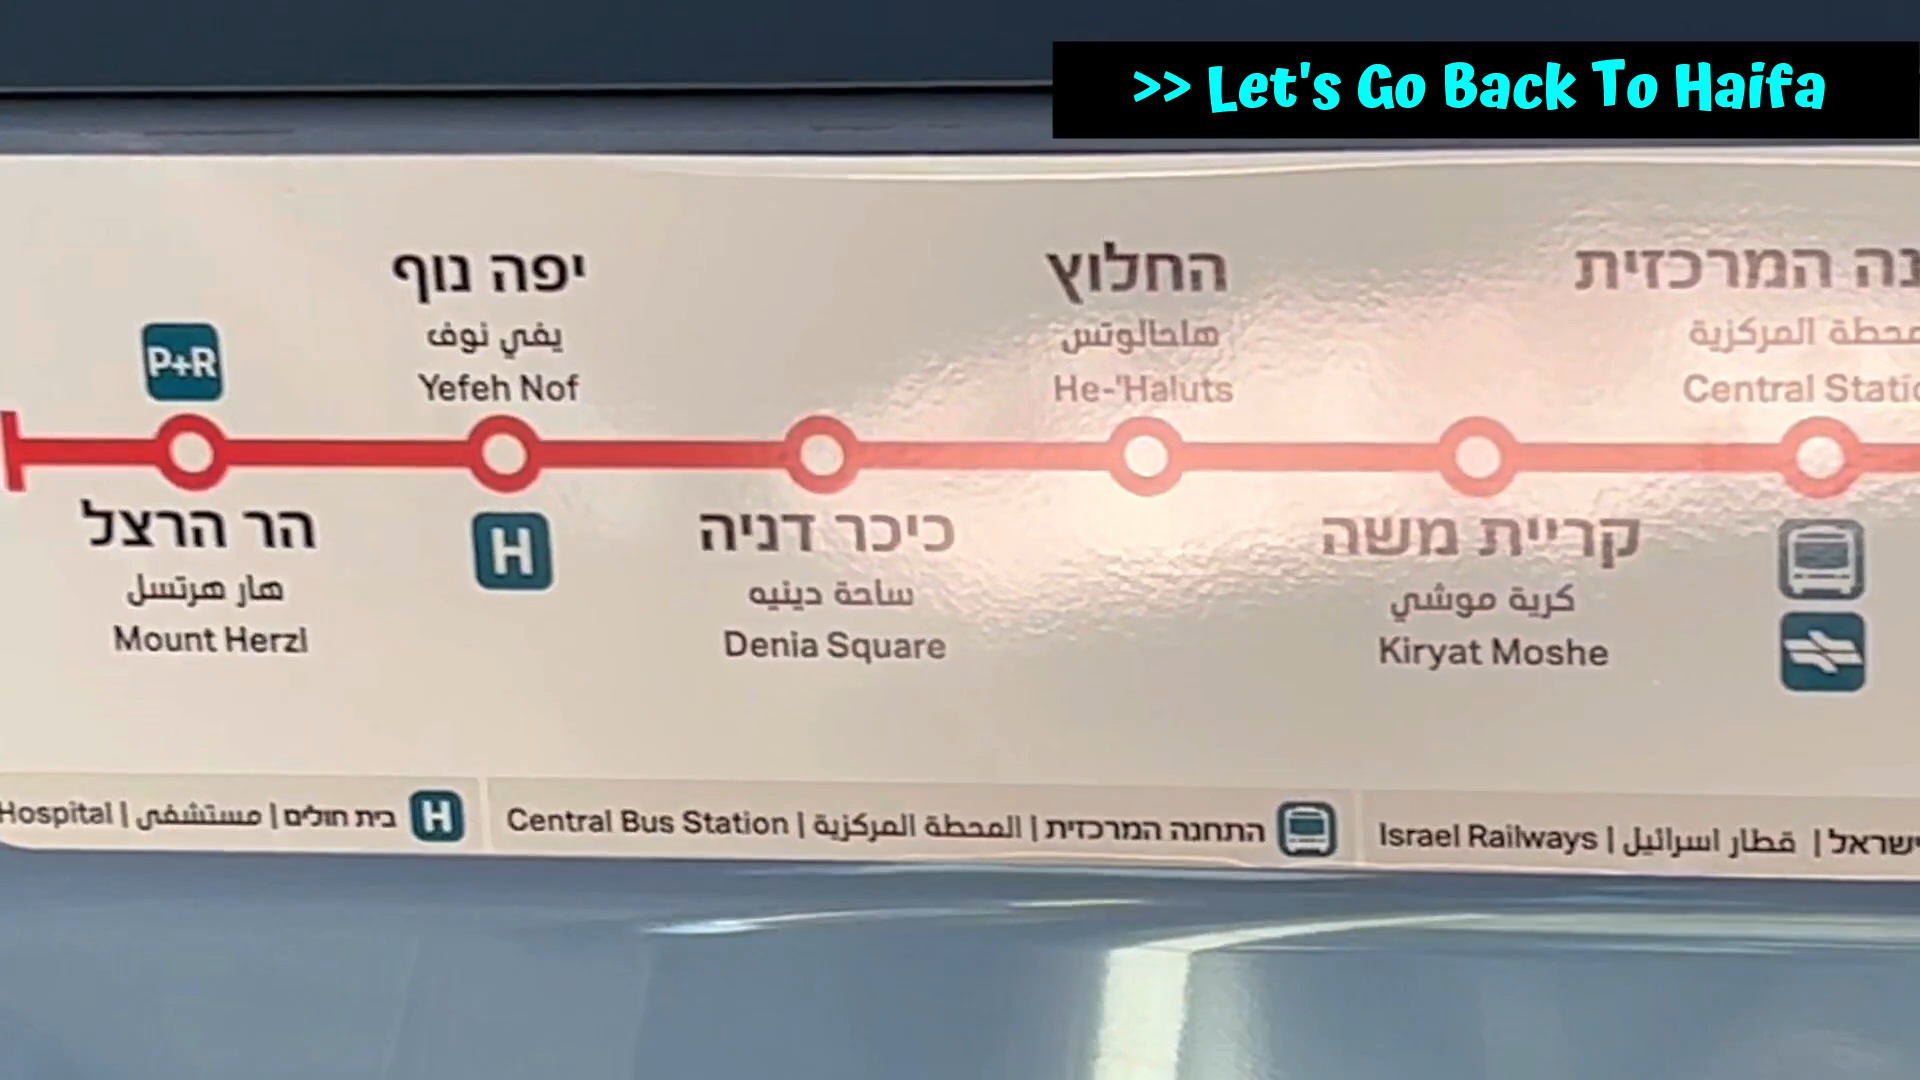 >> Let's Go Back To Haifa
יפה נוף
يفي نوف
Yefeh Nof
החלוץ
هلحالوتس
He-'Haluts
המרכזית
المركزية
Central
P+R
הר הרצל
هار هرتسل
Mount Herzl
H
כיכר דניה
ساحة دينيه
Denia Square
קריית משה
كرية موشي
Kiryat Moshe
Hospital | مستشفى | בית חולים H
Central Bus Station | المحطة المركزية | התחנה המרכזית
Israel Railways | قطار اسرائيل |